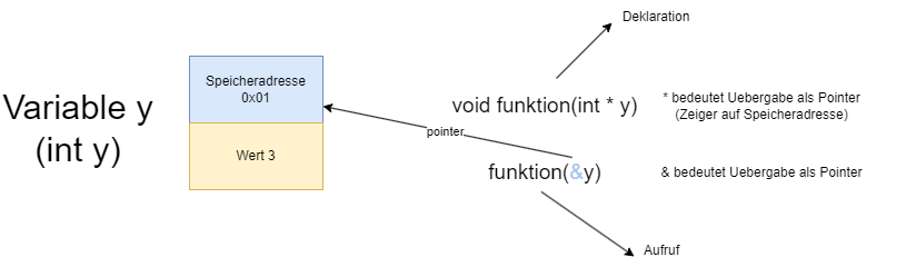 Deklaration
Variable y
(int y)
Speicheradresse
0x01
Wert 3
void funktion(int * y)
* bedeutet Uebergabe als Pointer
(Zeiger auf Speicheradresse)
pointer
funktion(&y)
& bedeutet Uebergabe als Pointer
Aufruf